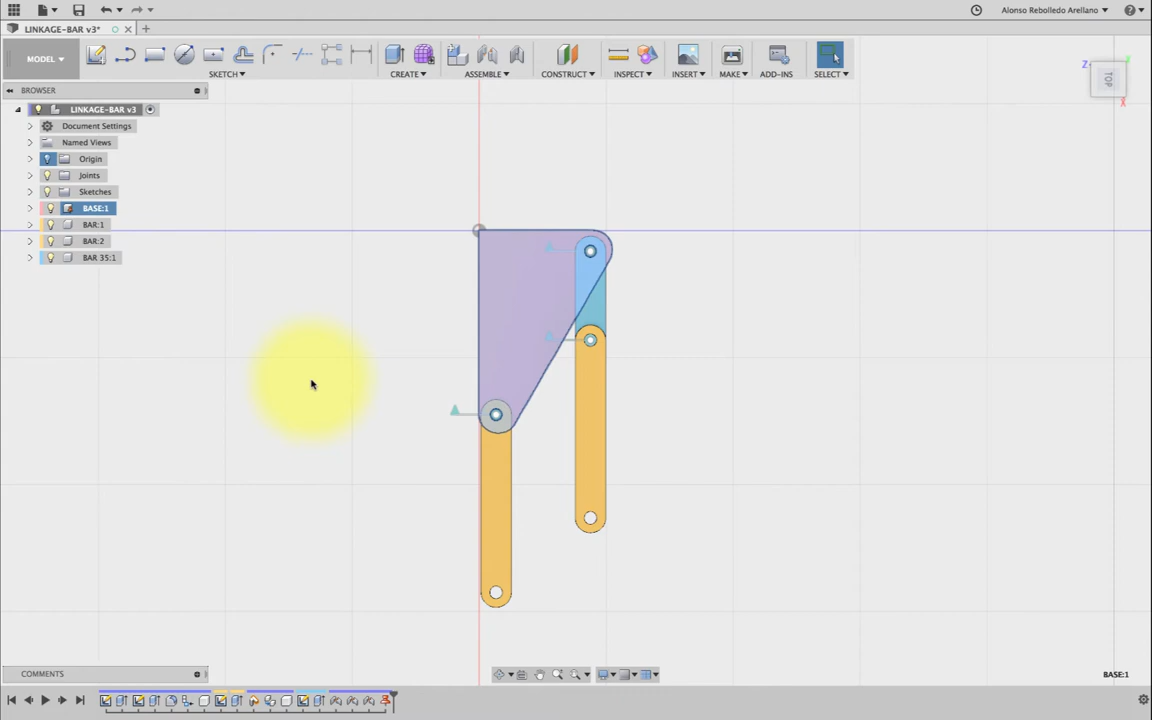 Alonso Rebolledo Arellano
LINKAGE-BAR v3*
MODEL
SKETCH
CREATE
ASSEMBLE
CONSTRUCT
INSPECT
INSERT
MAKE
ADD-INS
SELECT
BROWSER
Z
TOP
X
LINKAGE-BAR v3
Document Settings
Named Views
Origin
Joints
Sketches
BASE:1
BAR:1
BAR:2
BAR 35:1
COMMENTS
BASE:1